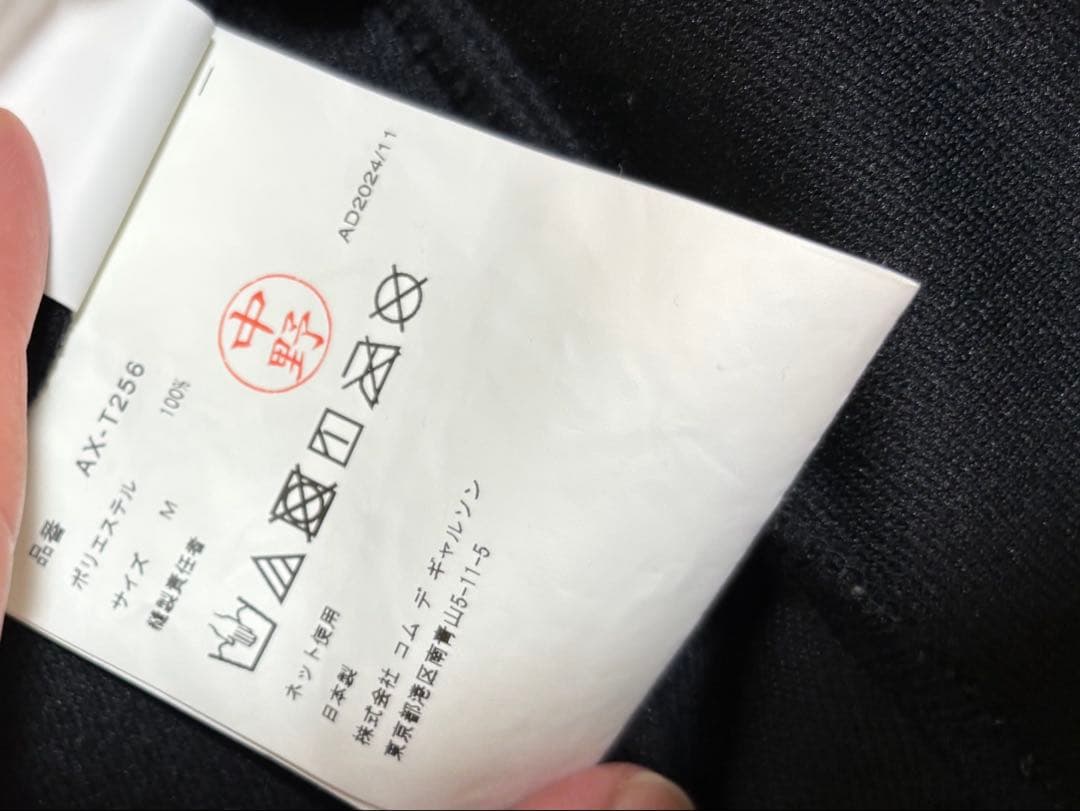 品番 AX-T256
ポリエステル 100%
サイズ M
縫製責任者 中野
AD2024/11
ネット使用
日本製
株式会社 コム デ ギャルソン
東京都港区南青山5-11-5